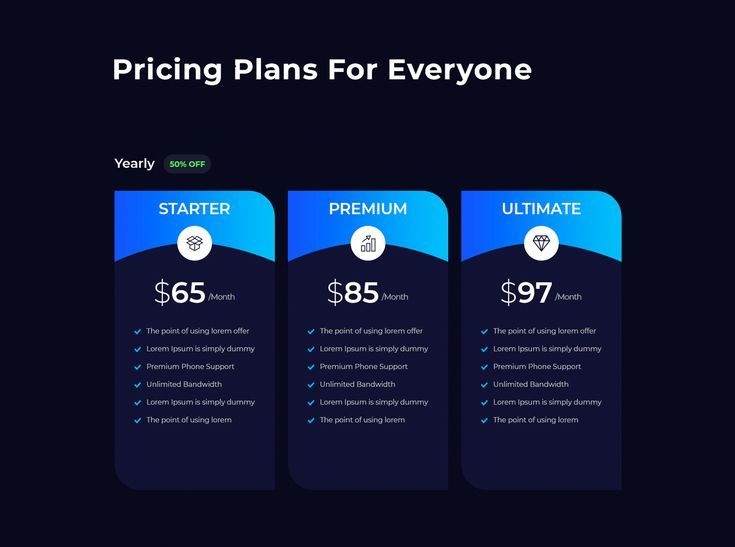 Pricing Plans For Everyone
Yearly 50% OFF
STARTER
$65 /Month
The point of using lorem offer
Lorem Ipsum is simply dummy
Premium Phone Support
Unlimited Bandwidth
Lorem Ipsum is simply dummy
The point of using lorem
PREMIUM
$85 /Month
The point of using lorem offer
Lorem Ipsum is simply dummy
Premium Phone Support
Unlimited Bandwidth
Lorem Ipsum is simply dummy
The point of using lorem
ULTIMATE
$97 /Month
The point of using lorem offer
Lorem Ipsum is simply dummy
Premium Phone Support
Unlimited Bandwidth
Lorem Ipsum is simply dummy
The point of using lorem